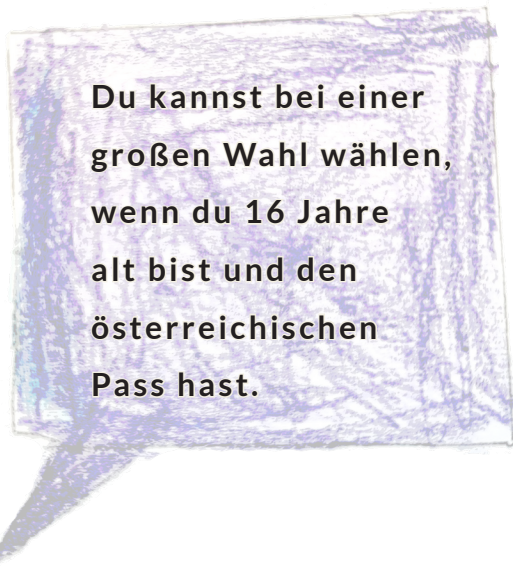 Du kannst bei einer
großen Wahl wählen,
wenn du 16 Jahre
alt bist und den
österreichischen
Pass hast.